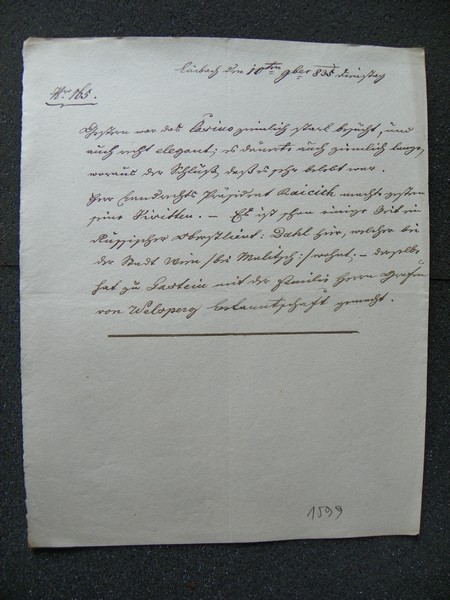 Laibach den 10ten 9ber 835 Dienstag
No 165.
Gestern war das Casino ziemlich stark besucht, und
auch recht elegant; es dauerte auch ziemlich lange,
woraus der Schluß, daß es sehr belebt war.
Herr Landrechts Präsident Raicich machte gestern
seine Visitten. – Es ist schon einige Zeit ein
Russischer Oberstlieut: Dahl hier, welcher bei
der Stadt Wien /: bei Malitsch :/ wohnt; – derselbe
hat zu Gastein mit der Familie Herrn Grafen
von Welsperg bekanntschaft gemacht.
1599